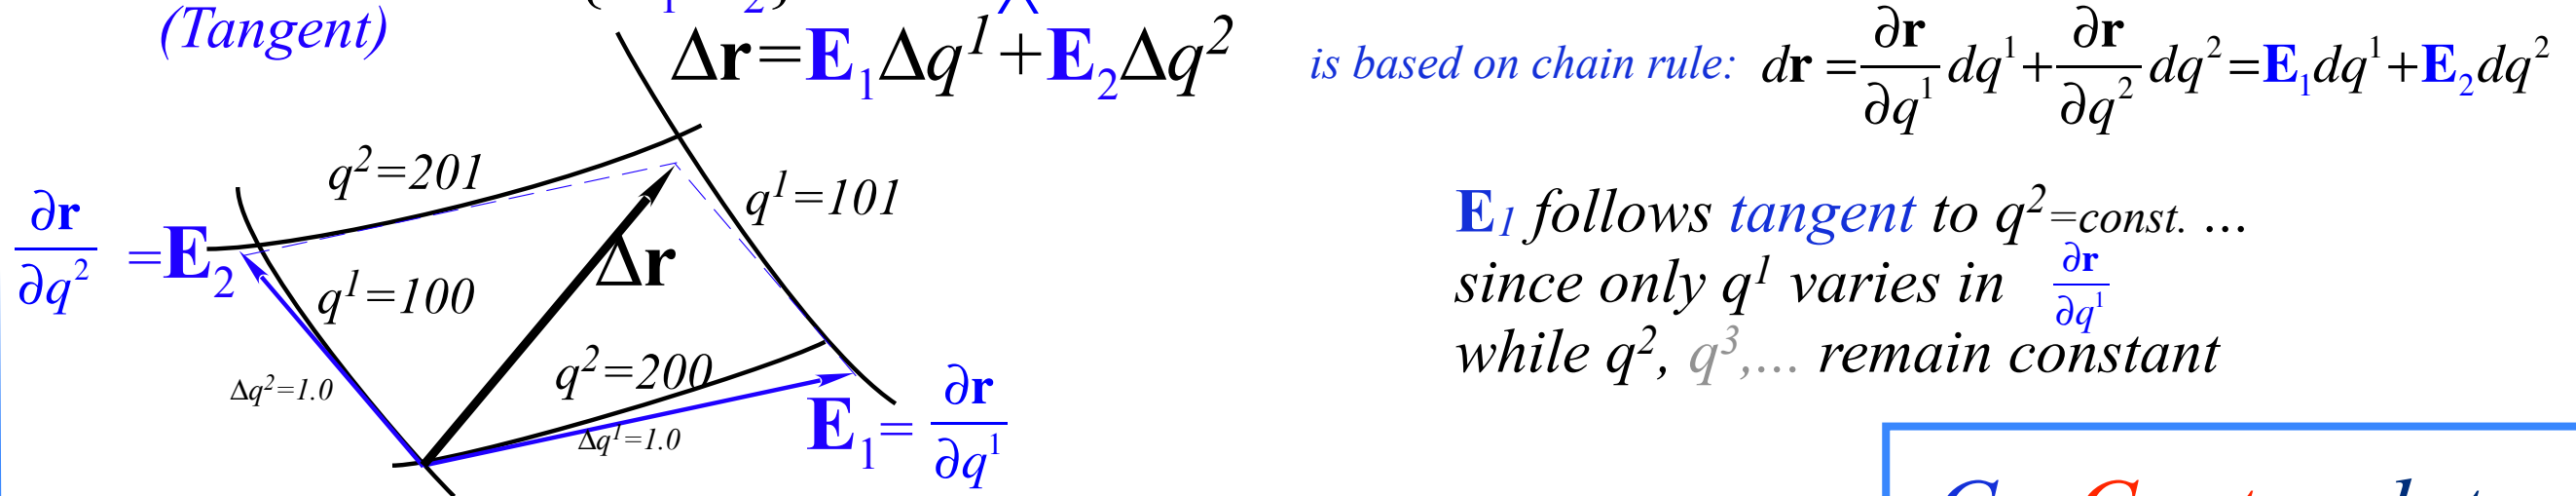 (Tangent)
Δr=E₁Δq¹+E₂Δq²
is based on chain rule: dr = ∂r/∂q¹ dq¹ + ∂r/∂q² dq² = E₁dq¹+E₂dq²
q²=201
q¹=101
∂r/∂q² =E₂
Δr
q¹=100
q²=200
Δq²=1.0
Δq¹=1.0
E₁= ∂r/∂q¹
E₁ follows tangent to q²=const. ...
since only q¹ varies in ∂r/∂q¹
while q², q³,... remain constant